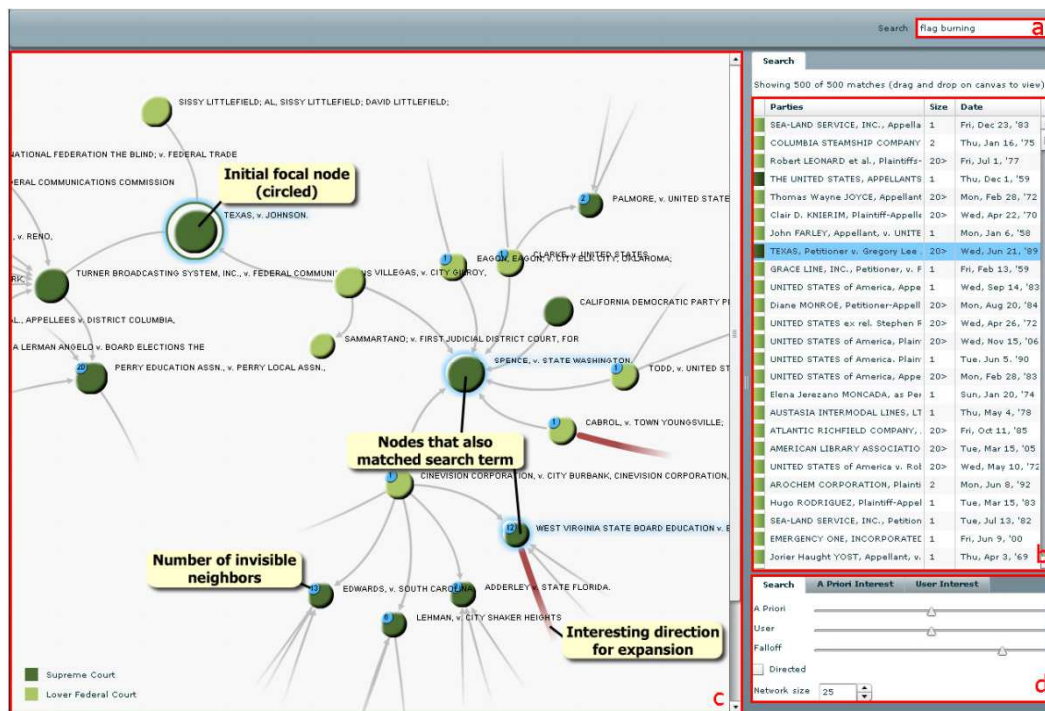 Search flag burning a
SISSY LITTLEFIELD; AL, SISSY LITTLEFIELD; DAVID LITTLEFIELD;
NATIONAL FEDERATION THE BLIND; v. FEDERAL TRADE
ERAL COMMUNICATIONS COMMISSION
Initial focal node
(circled)
TEXAS, v. JOHNSON.
2
PALMORE, v. UNITED STATE
, v. RENO,
TURNER BROADCASTING SYSTEM, INC., v. FEDERAL COMMUNICATIONS
VILLEGAS, v. CITY GILROY,
1
EAGON, EAGON; v. CITY ELK CITY, OKLAHOMA;
1
CLARKE, v. UNITED STATES
CALIFORNIA DEMOCRATIC PARTY P
AL., APPELLEES v. DISTRICT COLUMBIA,
SAMMARTANO; v. FIRST JUDICIAL DISTRICT COURT, FOR
A LERMAN ANGELO v. BOARD ELECTIONS THE
20
PERRY EDUCATION ASSN., v. PERRY LOCAL ASSN.,
SPENCE, v. STATE WASHINGTON
1
TODD, v. UNITED ST
1
CABROL, v. TOWN YOUNGSVILLE;
Nodes that also
matched search term
1
CINEVISION CORPORATION, v. CITY BURBANK, CINEVISION CORPORATION,
12
WEST VIRGINIA STATE BOARD EDUCATION v. B
Number of invisible
neighbors
13
EDWARDS, v. SOUTH CAROLINA
ADDERLEY v. STATE FLORIDA.
6
LEHMAN, v. CITY SHAKER HEIGHTS
Interesting direction
for expansion
Supreme Court
Lower Federal Court
c
Search
Showing 500 of 500 matches (drag and drop on canvas to view)
Parties Size Date
SEA-LAND SERVICE, INC., Appella 1 Fri, Dec 23, '83
COLUMBIA STEAMSHIP COMPANY 2 Thu, Jan 16, '75
Robert LEONARD et al., Plaintiffs- 20> Fri, Jul 1, '77
THE UNITED STATES, APPELLANTS 1 Thu, Dec 1, '59
Thomas Wayne JOYCE, Appellant 20> Mon, Feb 28, '72
Clair D. KNIERIM, Plaintiff-Appelle 20> Wed, Apr 22, '70
John FARLEY, Appellant, v. UNITE 1 Mon, Jan 6, '58
TEXAS, Petitioner v. Gregory Lee 20> Wed, Jun 21, '89
GRACE LINE, INC., Petitioner, v. F 1 Fri, Feb 13, '59
UNITED STATES of America, Appe 1 Wed, Sep 14, '83
Diane MONROE, Petitioner-Appell 20> Mon, Aug 20, '84
UNITED STATES ex rel. Stephen F 20> Wed, Apr 26, '72
UNITED STATES of America, Plain 20> Wed, Nov 15, '06
UNITED STATES of America. Plain 1 Tue, Jun 5, '90
UNITED STATES of America, Appe 20> Mon, Feb 28, '83
Elena Jerezano MONCADA, as Per 1 Sun, Jan 20, '74
AUSTASIA INTERMODAL LINES, LT 1 Thu, May 4, '78
ATLANTIC RICHFIELD COMPANY, 20> Fri, Oct 11, '85
AMERICAN LIBRARY ASSOCIATIO 20> Tue, Mar 15, '05
UNITED STATES of America v. Rob 20> Wed, May 10, '72
AROCHEM CORPORATION, Plainti 2 Mon, Jun 8, '92
Hugo RODRIGUEZ, Plaintiff-Appel 1 Tue, Mar 15, '83
SEA-LAND SERVICE, INC., Petition 1 Tue, Jul 13, '82
EMERGENCY ONE, INCORPORATED 1 Fri, Jun 9, '00
Jorier Haught YOST, Appellant, v. 1 Thu, Apr 3, '69
b
Search A Priori Interest User Interest
A Priori
User
Falloff
Directed
Network size 25
d